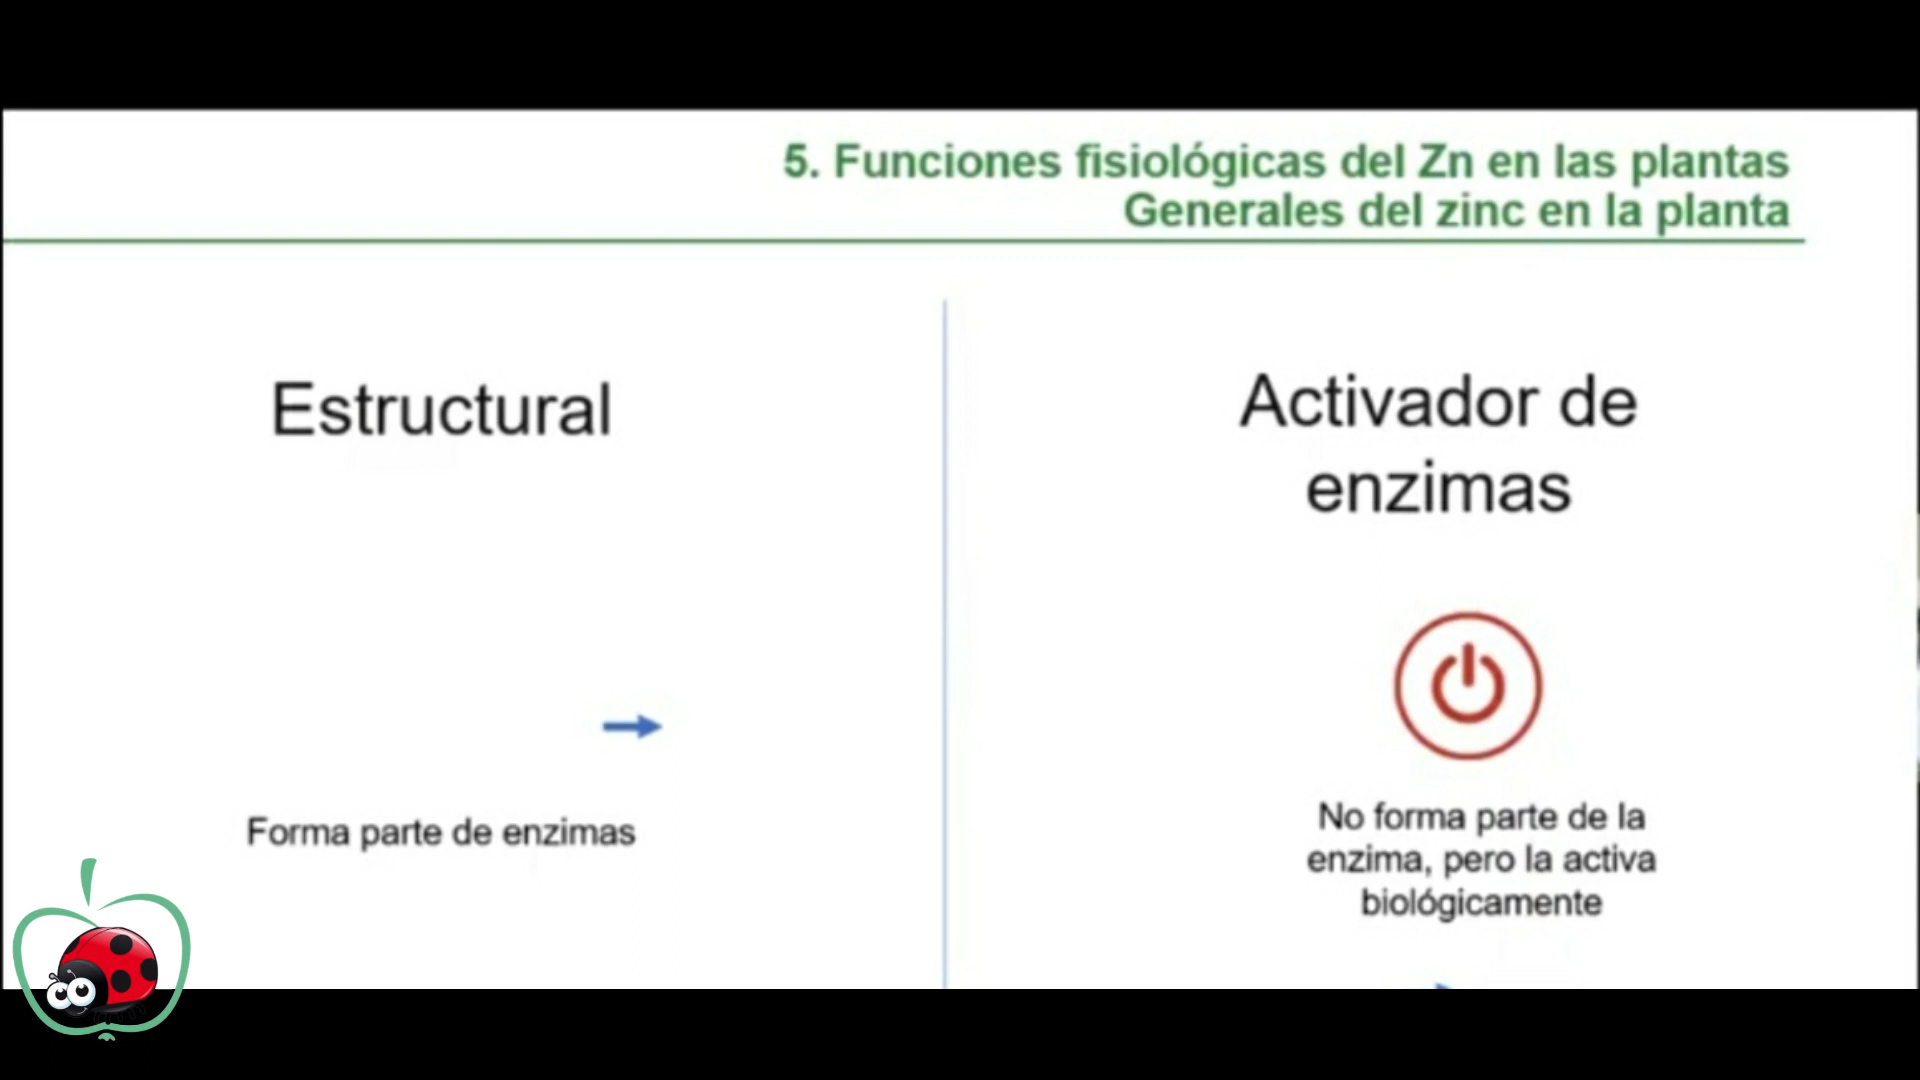 5. Funciones fisiológicas del Zn en las plantas
Generales del zinc en la planta
Estructural
Forma parte de enzimas
Activador de
enzimas
No forma parte de la
enzima, pero la activa
biológicamente